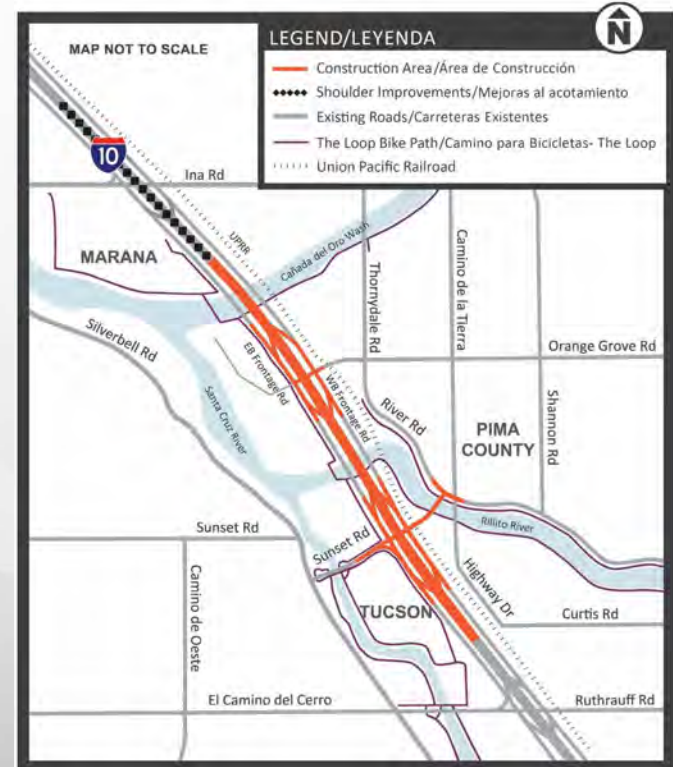 MAP NOT TO SCALE
LEGEND/LEYENDA
N
Construction Area/Área de Construcción
Shoulder Improvements/Mejoras al acotamiento
Existing Roads/Carreteras Existentes
The Loop Bike Path/Camino para Bicicletas- The Loop
Union Pacific Railroad
10
Ina Rd
UPRR
MARANA
Cañada del Oro Wash
Thornydale Rd
Camino de la Tierra
Silverbell Rd
EB Frontage Rd
WB Frontage Rd
Orange Grove Rd
Santa Cruz River
River Rd
PIMA
COUNTY
Shannon Rd
Rillito River
Sunset Rd
Sunset Rd
Camino de Oeste
TUCSON
Highway Dr
Curtis Rd
El Camino del Cerro
Ruthrauff Rd